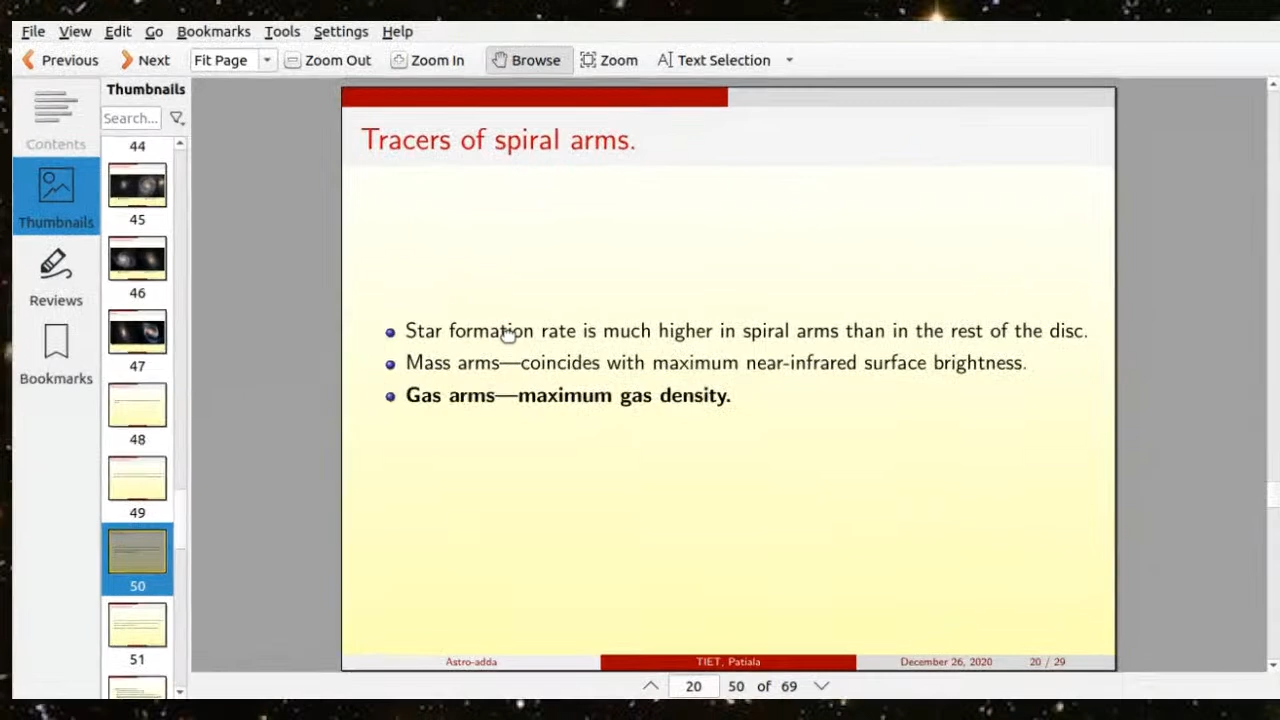 File View Edit Go Bookmarks Tools Settings Help
Previous Next Fit Page Zoom Out Zoom In Browse Zoom Text Selection
Contents
Thumbnails
Reviews
Bookmarks
Thumbnails
Search...
44
45
46
47
48
49
50
51
Tracers of spiral arms.
Star formation rate is much higher in spiral arms than in the rest of the disc.
Mass arms—coincides with maximum near-infrared surface brightness.
Gas arms—maximum gas density.
Astro-adda TIET, Patiala December 26, 2020 20 / 29
20 50 of 69